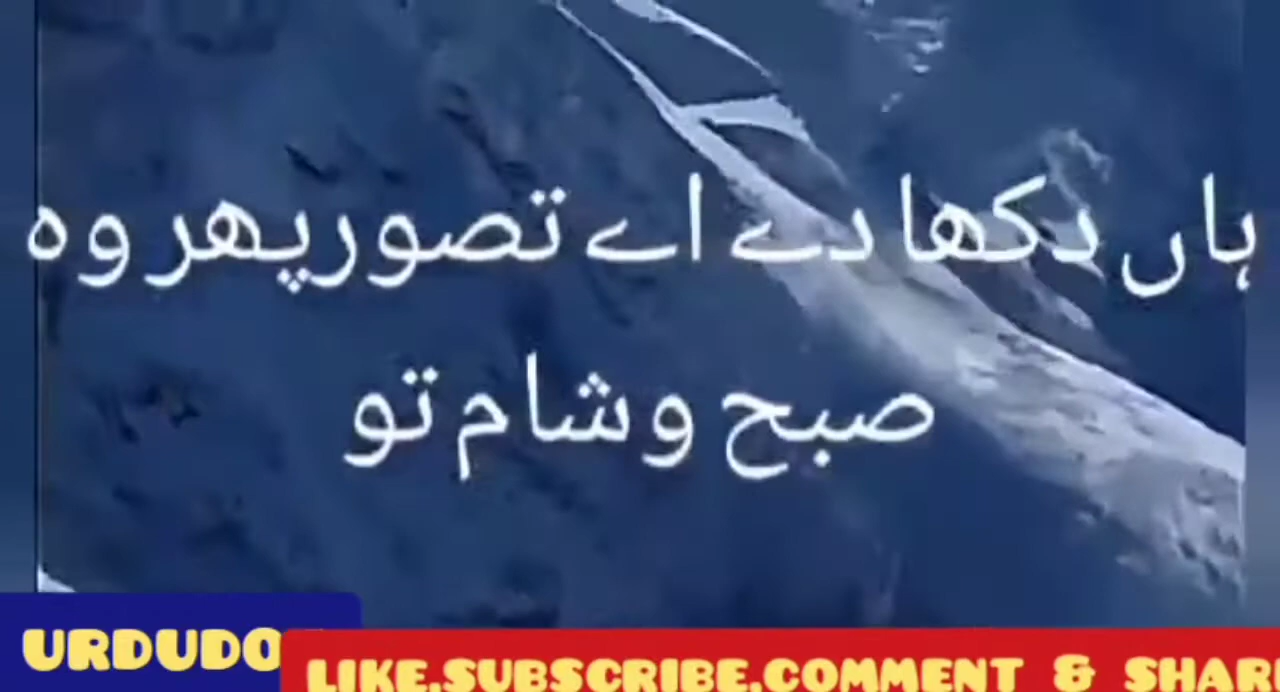 ہاں دکھا دے اے تصور پھر وہ
صبح و شام تو
URDUDO
LIKE.SUBSCRIBE.COMMENT & SHAR